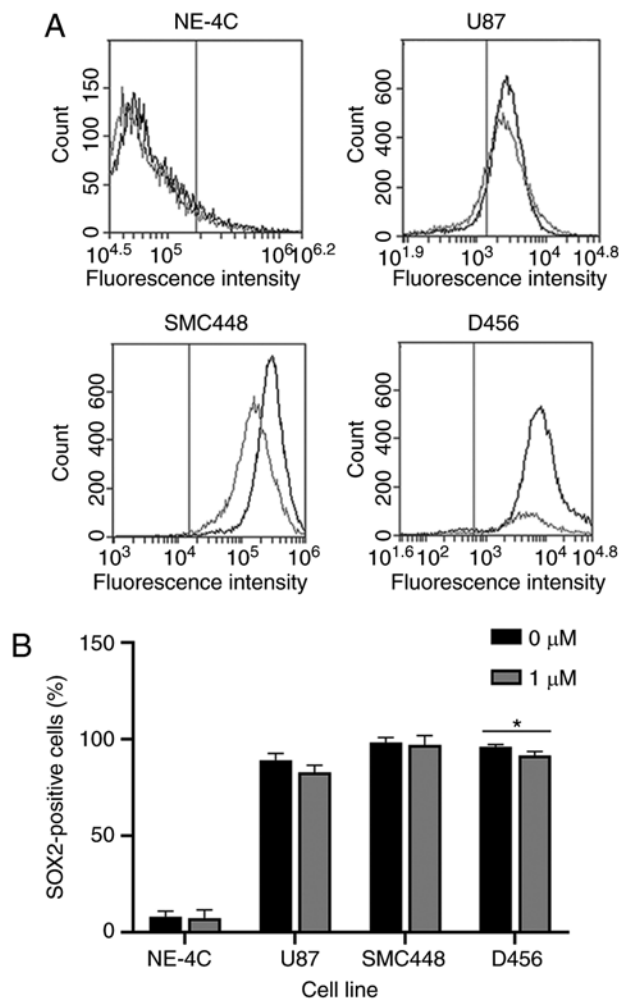 A
NE-4C
Count
150
100
50
0
10^4.5 10^5 10^6 10^6.2
Fluorescence intensity
U87
Count
600
400
200
0
10^1.9 10^3 10^4 10^4.8
Fluorescence intensity
SMC448
Count
600
400
200
0
10^3 10^4 10^5 10^6
Fluorescence intensity
D456
Count
600
400
200
0
10^1.6 10^2 10^3 10^4 10^4.8
Fluorescence intensity
B
SOX2-positive cells (%)
150
100
50
0
0 μM
1 μM
*
NE-4C U87 SMC448 D456
Cell line